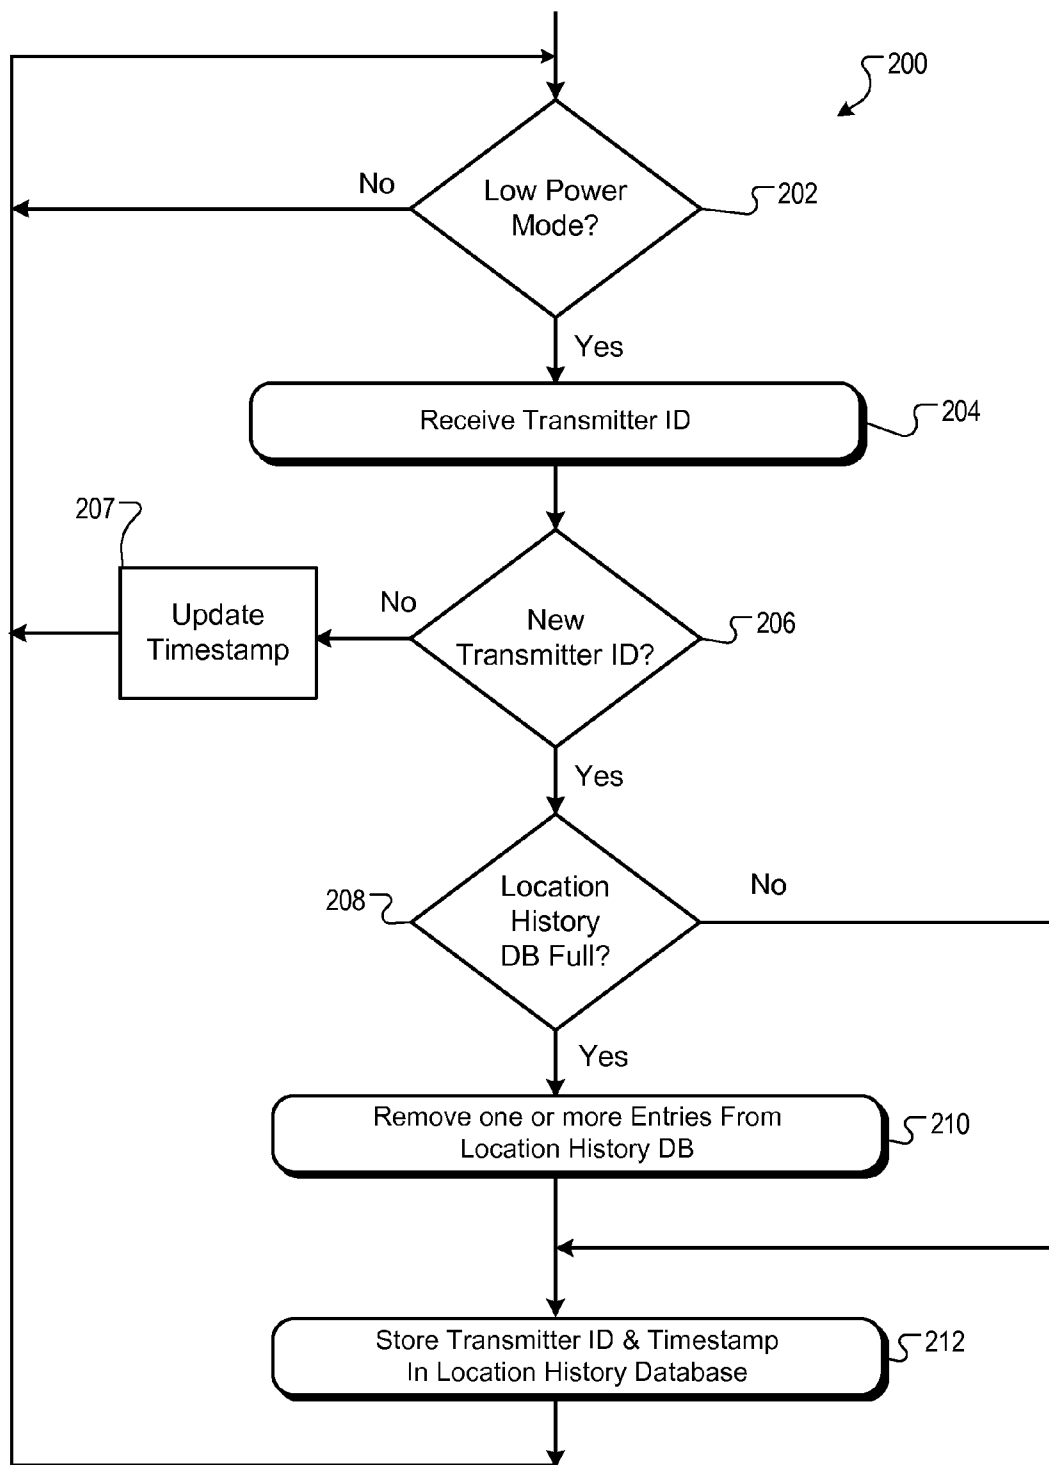 200
No
Low Power
Mode?
202
Yes
Receive Transmitter ID
204
207
Update
Timestamp
No
New
Transmitter ID?
206
Yes
208
Location
History
DB Full?
No
Yes
Remove one or more Entries From
Location History DB
210
Store Transmitter ID & Timestamp
In Location History Database
212